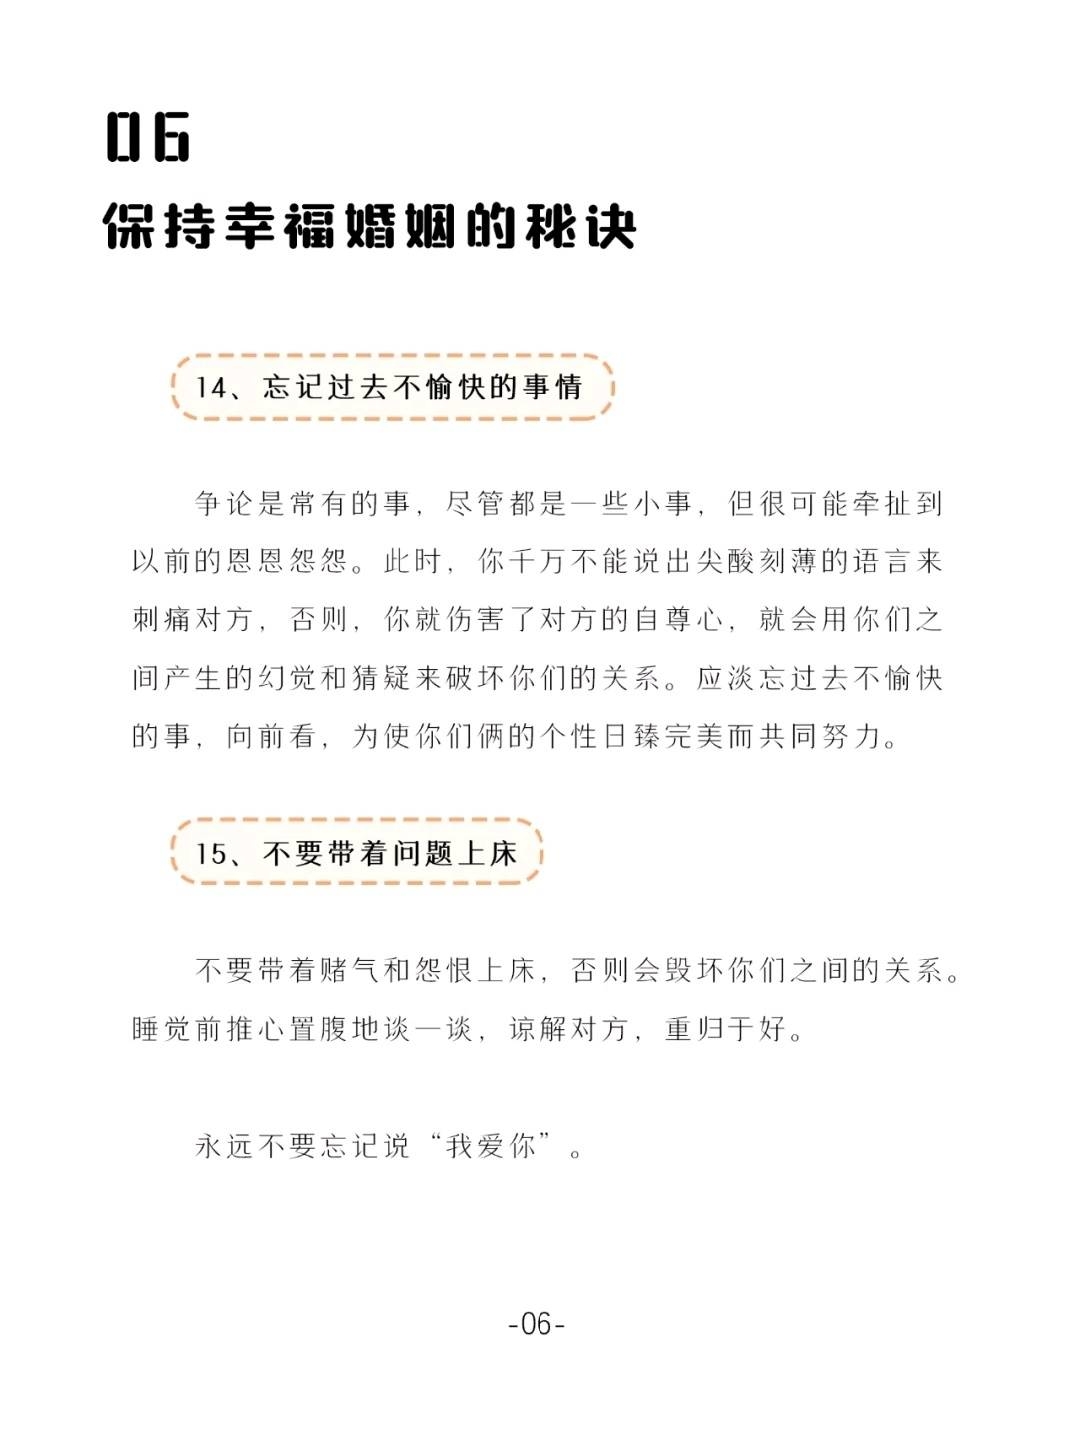 06
保持幸福婚姻的秘诀
14、忘记过去不愉快的事情
争论是常有的事，尽管都是一些小事，但很可能牵扯到
以前的恩恩怨怨。此时，你千万不能说出尖酸刻薄的语言来
刺痛对方，否则，你就伤害了对方的自尊心，就会用你们之
间产生的幻觉和猜疑来破坏你们的关系。应淡忘过去不愉快
的事，向前看，为使你们俩的个性日臻完美而共同努力。
15、不要带着问题上床
不要带着赌气和怨恨上床，否则会毁坏你们之间的关系。
睡觉前推心置腹地谈一谈，谅解对方，重归于好。
永远不要忘记说“我爱你”。
-06-